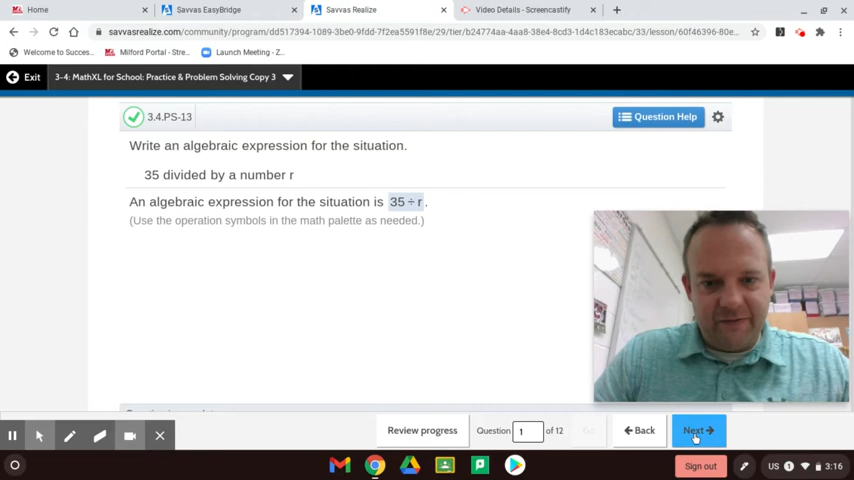 Home
Savvas EasyBridge
Savvas Realize
Video Details - Screencastify
savvasrealize.com/community/program/dd517394-1089-3be0-9fdd-7f2ea5591f8e/29/tier/b24774aa-4aa8-38e4-8cd3-1d4c183ecabc/33/lesson/60f46396-80e...
Welcome to Succes...
Milford Portal - Stre...
Launch Meeting - Z...
Exit
3-4: MathXL for School: Practice & Problem Solving Copy 3
3.4.PS-13
Question Help
Write an algebraic expression for the situation.
35 divided by a number r
An algebraic expression for the situation is 35 ÷ r.
(Use the operation symbols in the math palette as needed.)
Review progress
Question 1 of 12
Go
Back
Next
Sign out
US
1
3:16